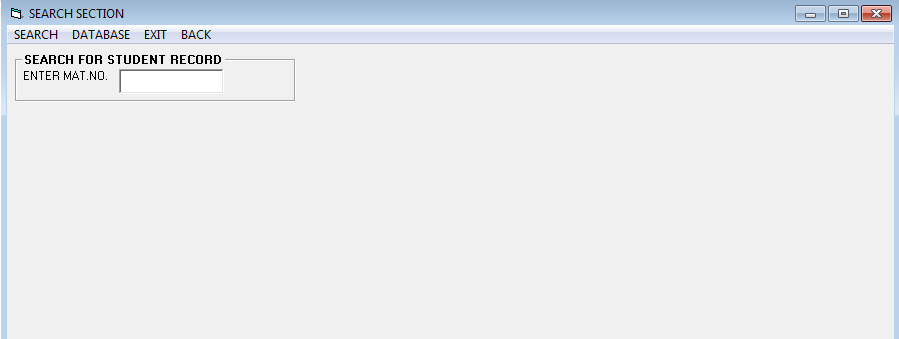 SEARCH SECTION
SEARCH DATABASE EXIT BACK
SEARCH FOR STUDENT RECORD
ENTER MAT.NO.